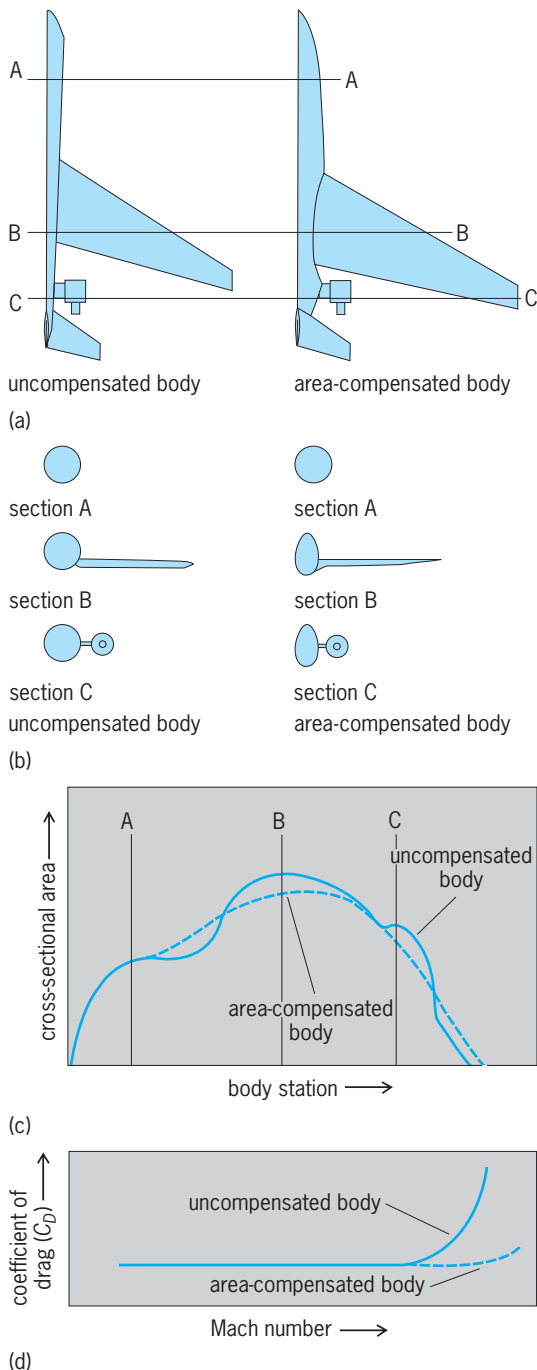 A A
B B
C C
uncompensated body area-compensated body
(a)
section A section A
section B section B
section C section C
uncompensated body area-compensated body
(b)
A B C
uncompensated
body
area-compensated
body
cross-sectional area
body station
(c)
coefficient of
drag (C_D)
uncompensated body
area-compensated body
Mach number
(d)